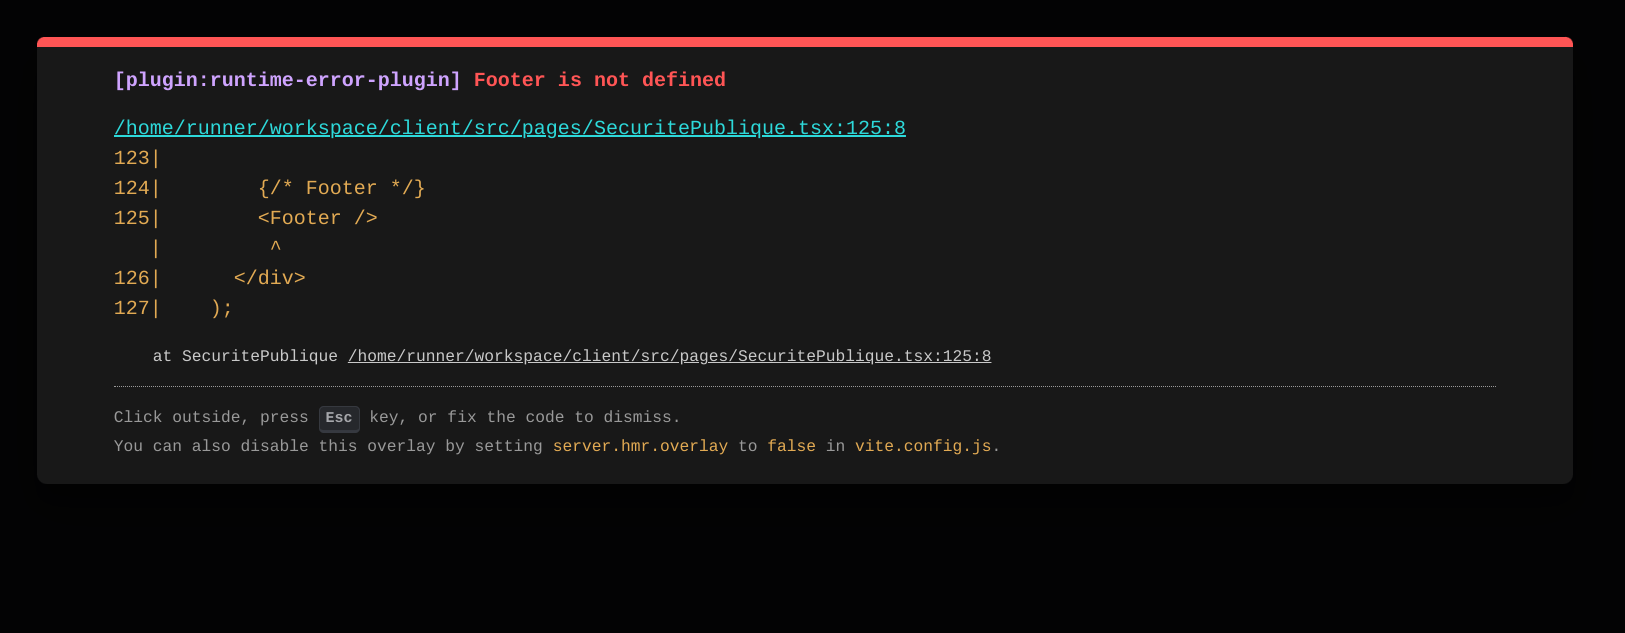 [plugin:runtime-error-plugin] Footer is not defined
/home/runner/workspace/client/src/pages/SecuritePublique.tsx:125:8
123|
124|        {/* Footer */}
125|        <Footer />
   |         ^
126|      </div>
127|    );
at SecuritePublique /home/runner/workspace/client/src/pages/SecuritePublique.tsx:125:8
Click outside, press Esc key, or fix the code to dismiss.
You can also disable this overlay by setting server.hmr.overlay to false in vite.config.js.